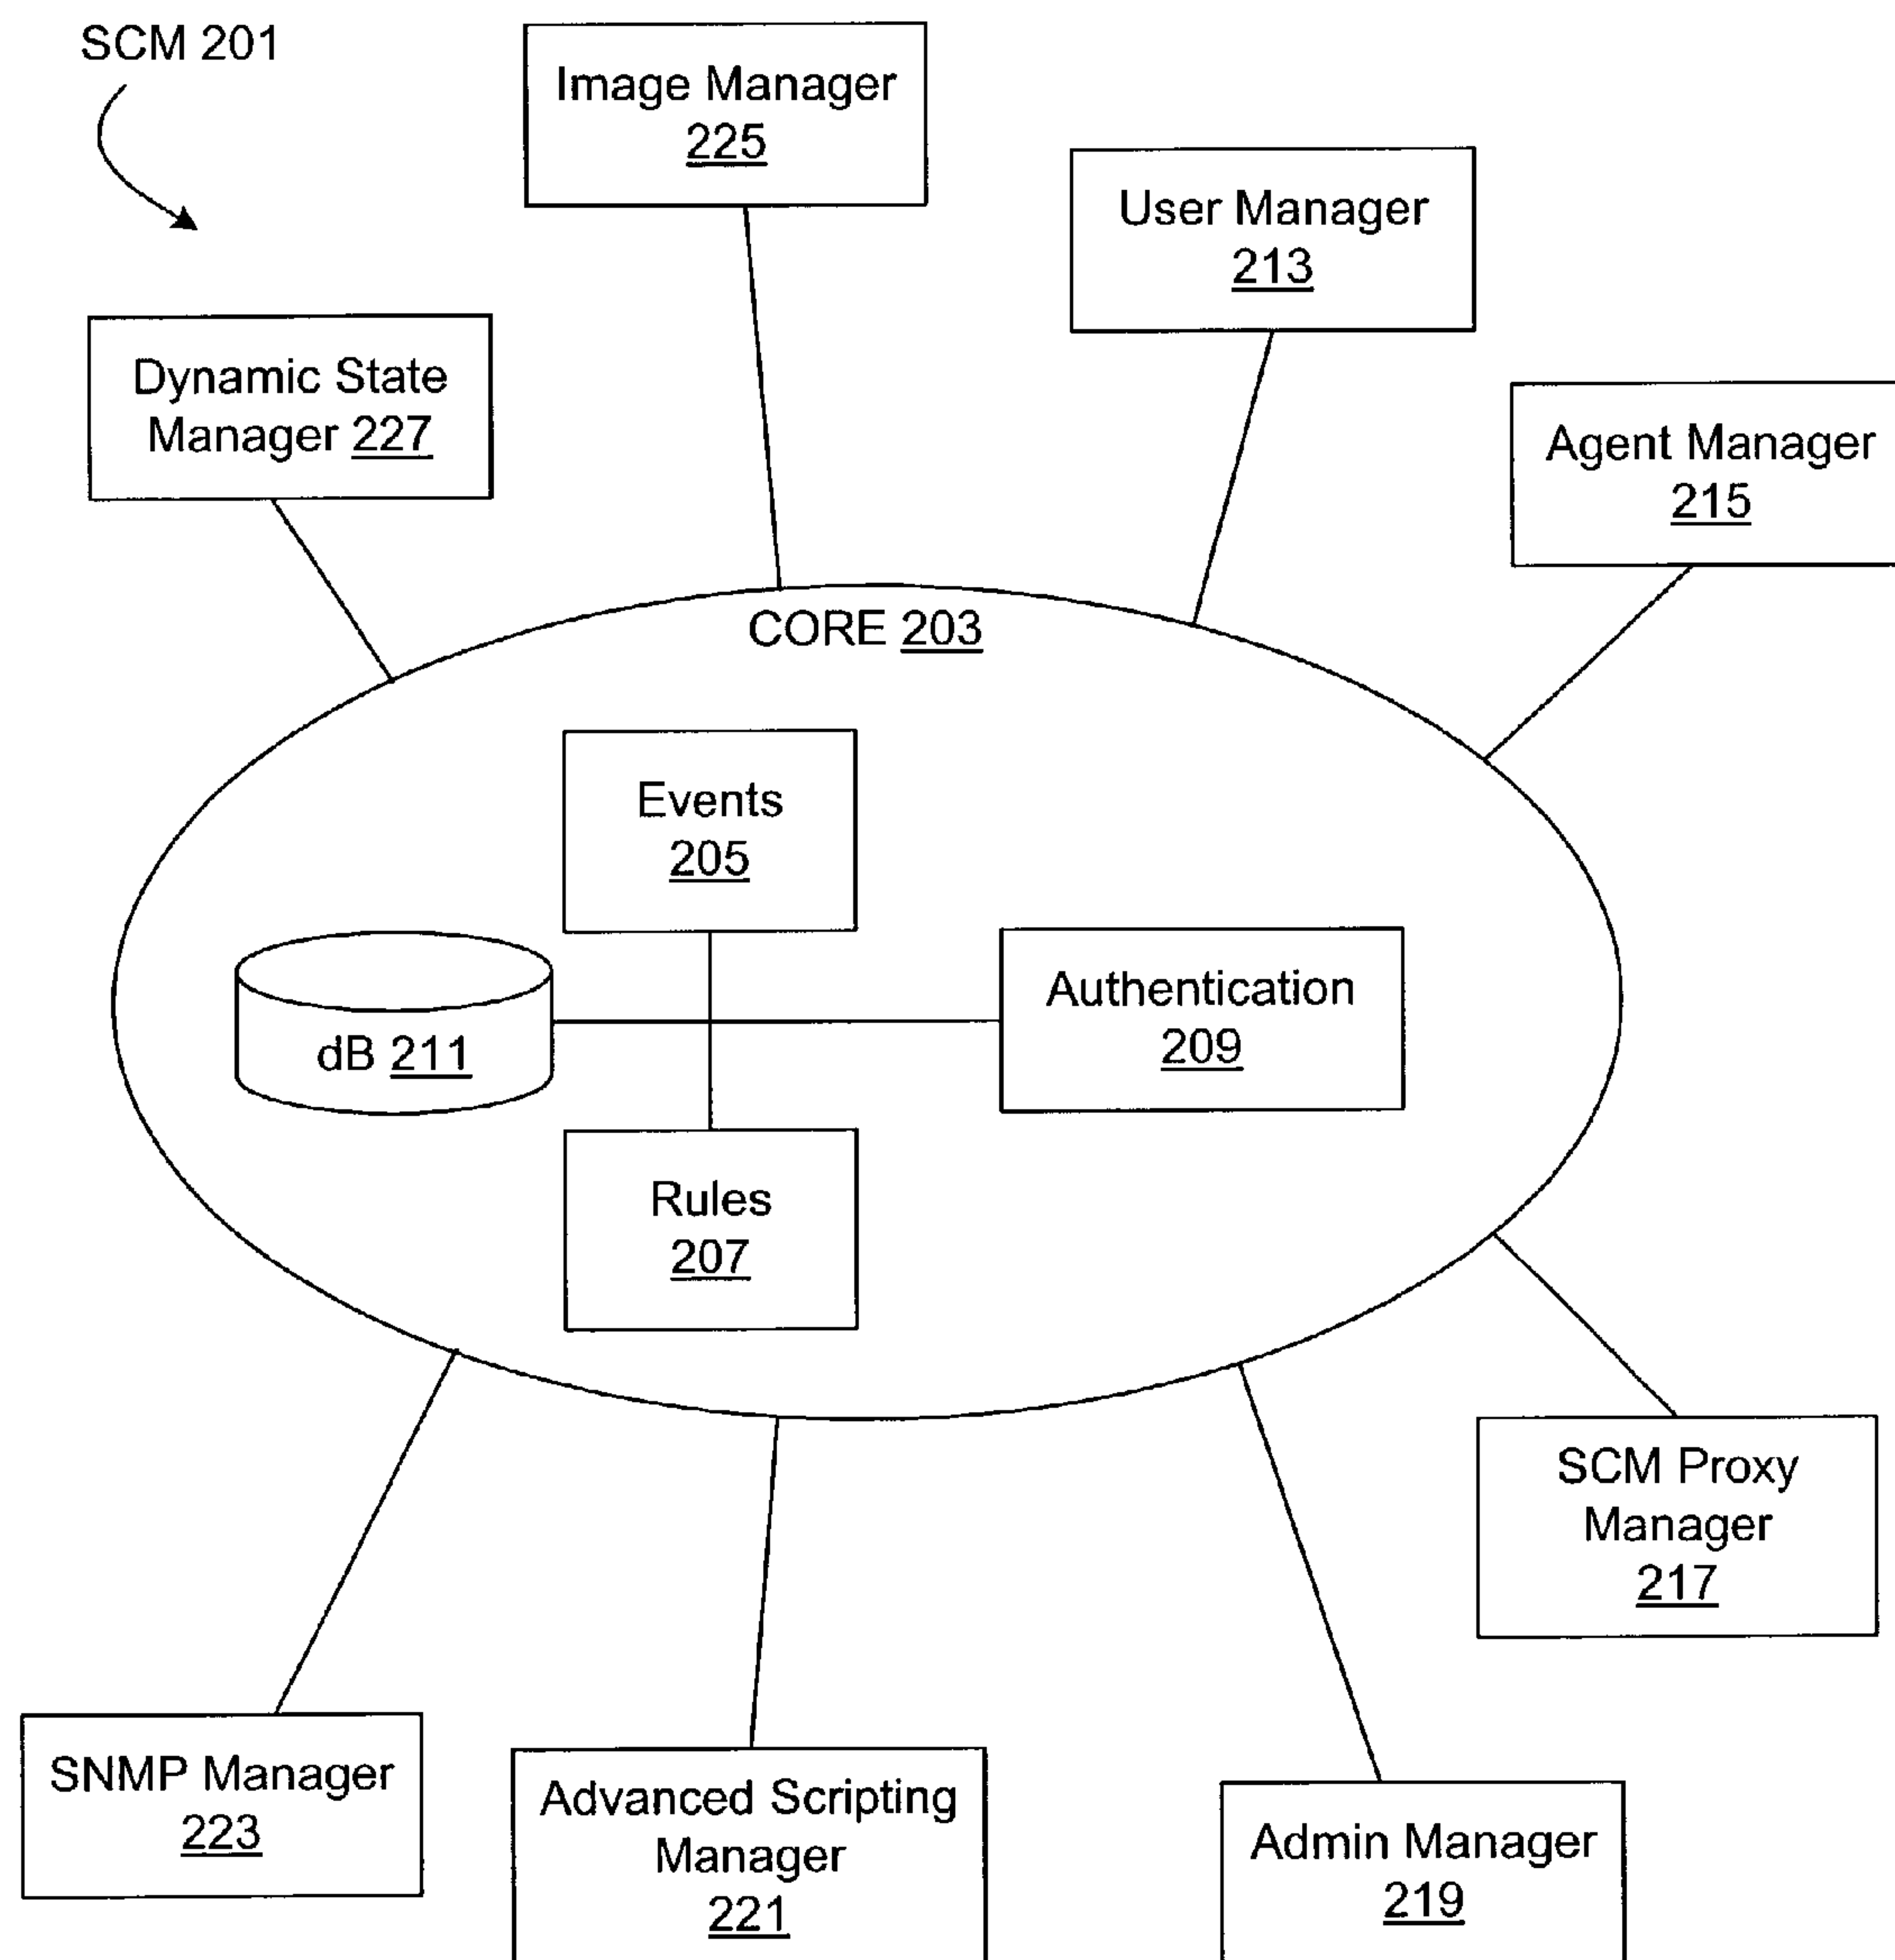 SCM 201
Image Manager
225
User Manager
213
Dynamic State
Manager 227
Agent Manager
215
CORE 203
Events
205
Authentication
209
dB 211
Rules
207
SCM Proxy
Manager
217
SNMP Manager
223
Advanced Scripting
Manager
221
Admin Manager
219